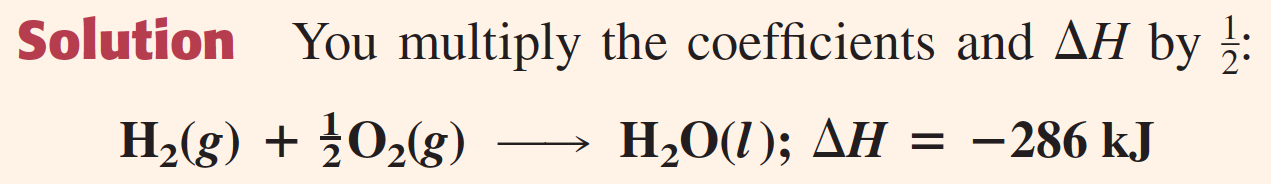 Solution You multiply the coefficients and ΔH by ½:
H₂(g) + ½O₂(g) ⟶ H₂O(l); ΔH = −286 kJ